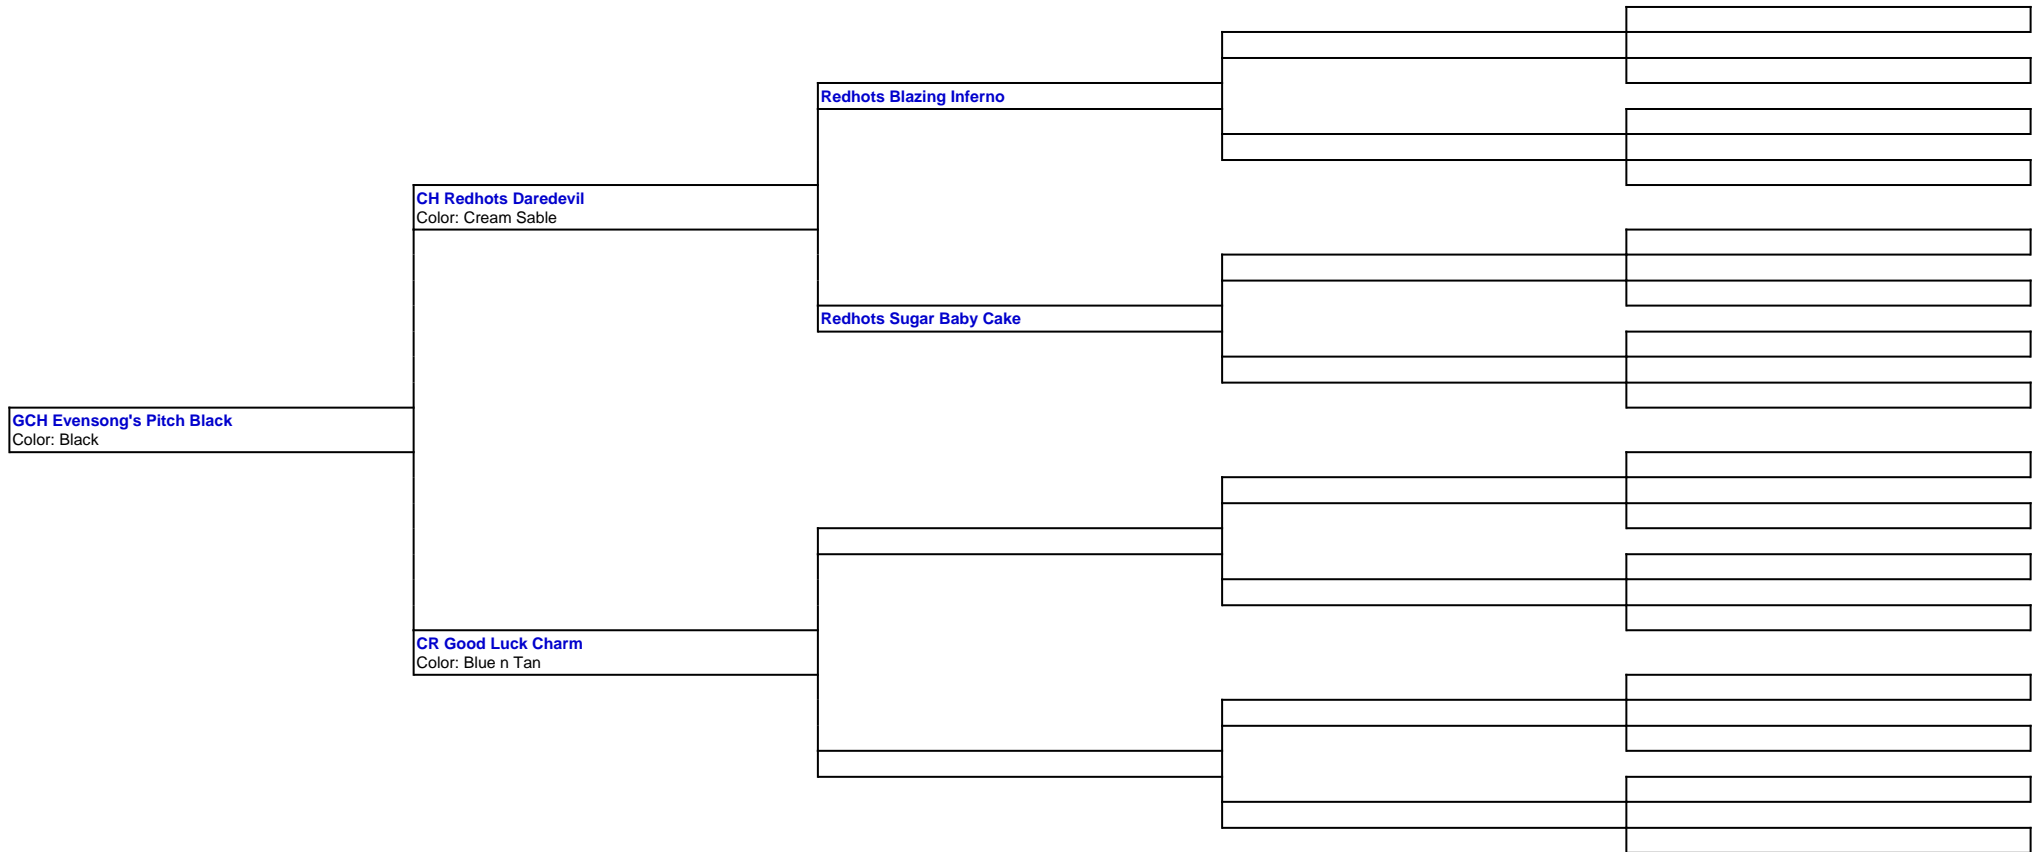 Redhots Blazing Inferno
CH Redhots Daredevil
Color: Cream Sable
Redhots Sugar Baby Cake
GCH Evensong's Pitch Black
Color: Black
CR Good Luck Charm
Color: Blue n Tan